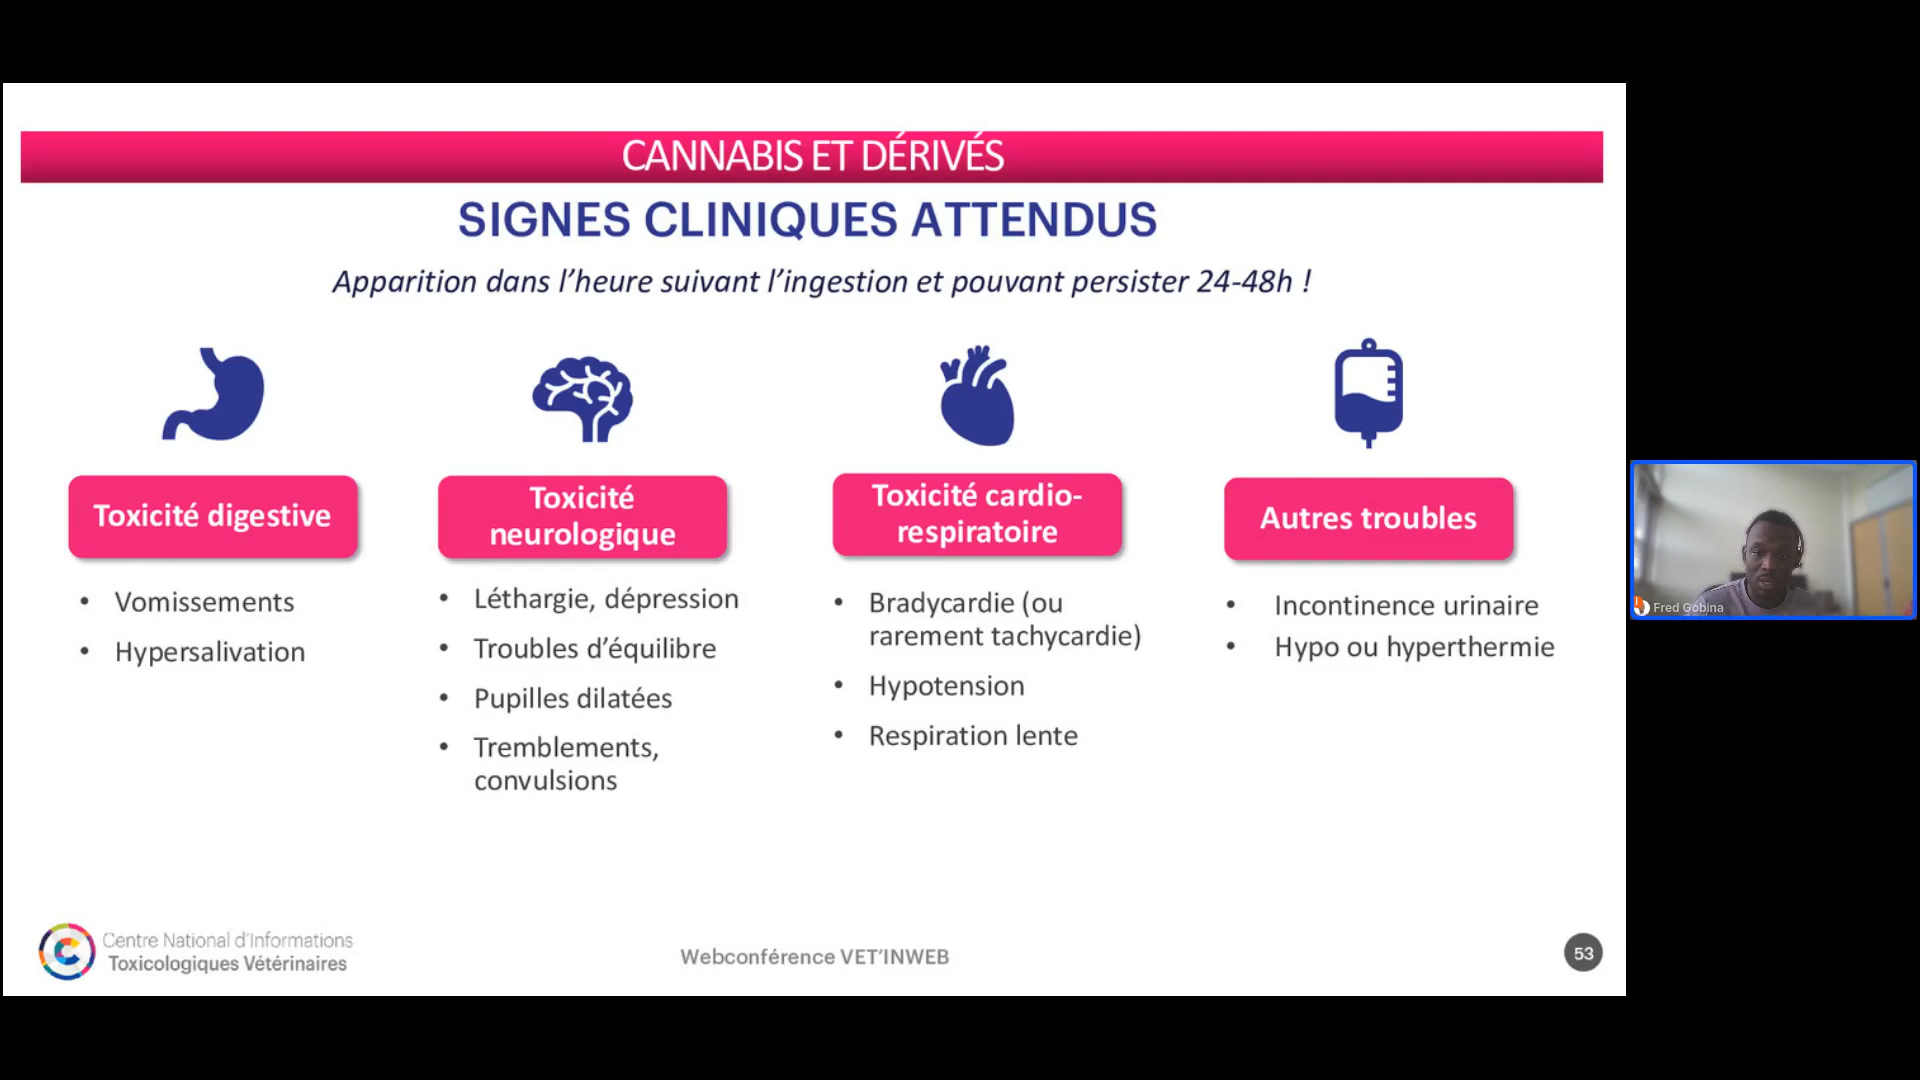 CANNABIS ET DÉRIVÉS
SIGNES CLINIQUES ATTENDUS
Apparition dans l’heure suivant l’ingestion et pouvant persister 24-48h !
Toxicité digestive
• Vomissements
• Hypersalivation
Toxicité
neurologique
• Léthargie, dépression
• Troubles d’équilibre
• Pupilles dilatées
• Tremblements,
convulsions
Toxicité cardio-
respiratoire
• Bradycardie (ou
rarement tachycardie)
• Hypotension
• Respiration lente
Autres troubles
• Incontinence urinaire
• Hypo ou hyperthermie
Fred Gobina
Centre National d’Informations
Toxicologiques Vétérinaires
Webconférence VET’INWEB
53